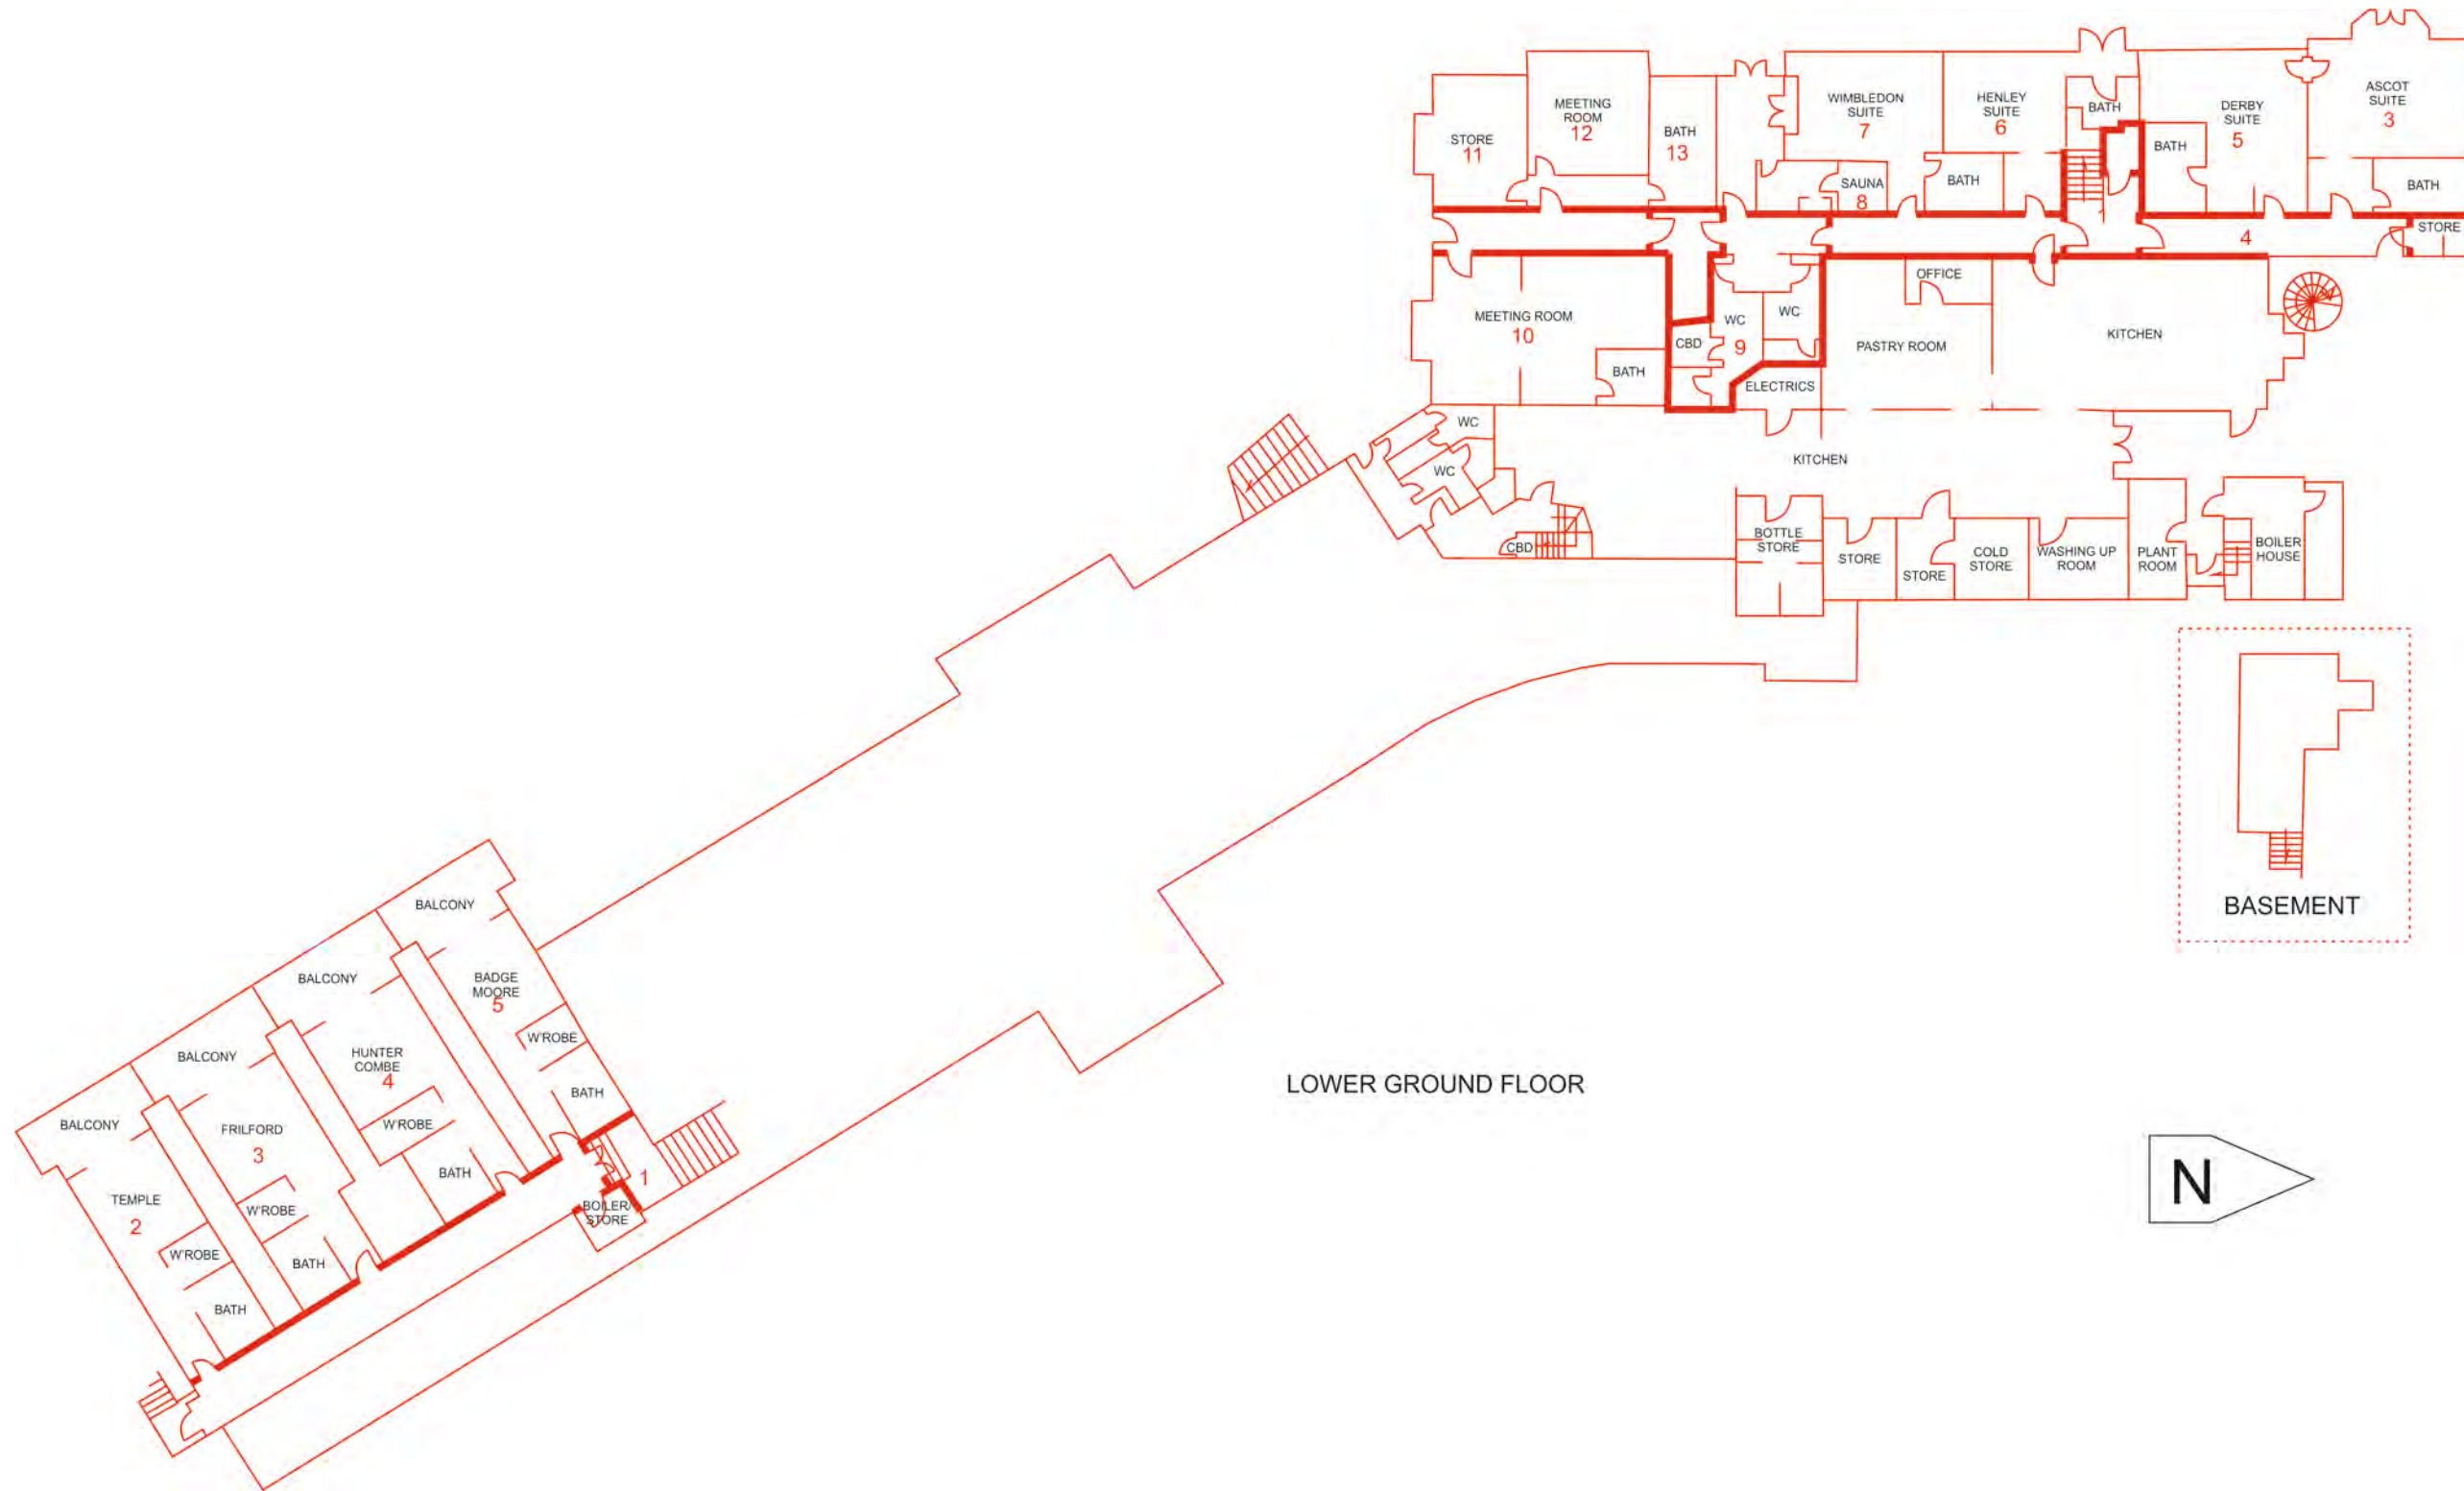 STORE
11
MEETING
ROOM
12
BATH
13
WIMBLEDON
SUITE
7
HENLEY
SUITE
6
BATH
DERBY
SUITE
5
ASCOT
SUITE
3
BATH
SAUNA
8
BATH
BATH
STORE
4
MEETING ROOM
10
BATH
CBD
WC
9
WC
ELECTRICS
OFFICE
PASTRY ROOM
KITCHEN
WC
WC
CBD
KITCHEN
BOTTLE
STORE
STORE
STORE
COLD
STORE
WASHING UP
ROOM
PLANT
ROOM
BOILER
HOUSE
BASEMENT
BALCONY
BADGE
MOORE
5
W'ROBE
BATH
BALCONY
HUNTER
COMBE
4
W'ROBE
BATH
BALCONY
FRILFORD
3
W'ROBE
BATH
BALCONY
TEMPLE
2
W'ROBE
BATH
1
BOILER/
STORE
LOWER GROUND FLOOR
N